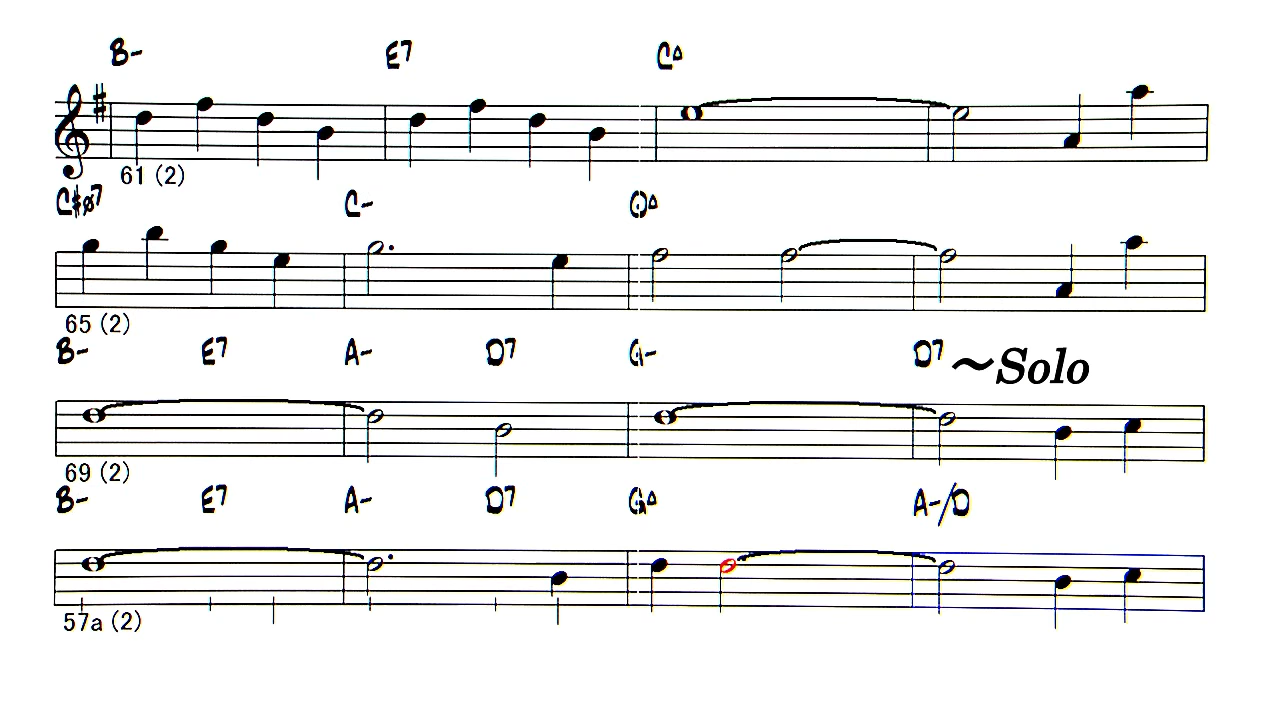 B- E7 C△
61 (2)
C#ø7 C- D△
65 (2)
B- E7 A- D7 G- D7 ～Solo
69 (2)
B- E7 A- D7 G△ A-/D
57a (2)